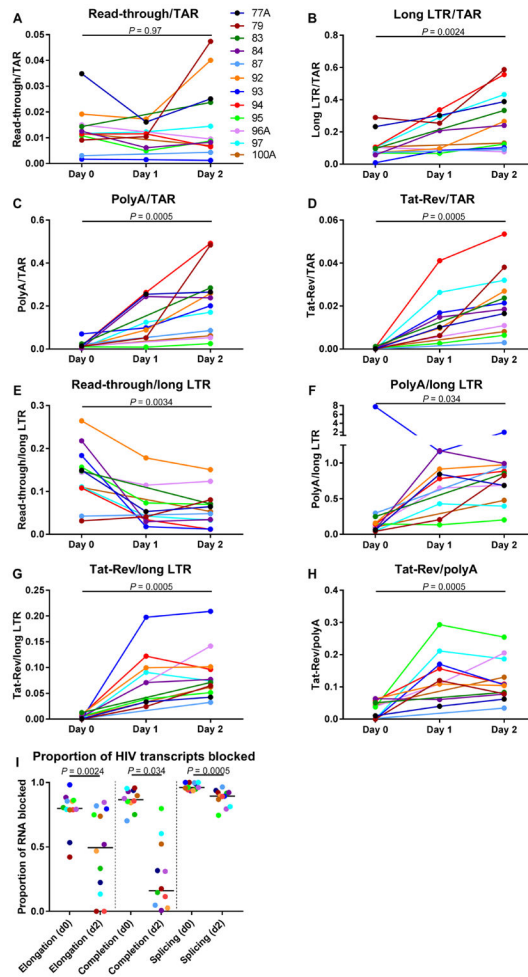 A Read-through/TAR
P = 0.97
Read-through/TAR
0.05
0.04
0.03
0.02
0.01
0.00
Day 0 Day 1 Day 2
77A
79
83
84
87
92
93
94
95
96A
97
100A
B Long LTR/TAR
P = 0.0024
Long LTR/TAR
0.8
0.6
0.4
0.2
0.0
Day 0 Day 1 Day 2
C PolyA/TAR
P = 0.0005
PolyA/TAR
0.6
0.4
0.2
0.0
Day 0 Day 1 Day 2
D Tat-Rev/TAR
P = 0.0005
Tat-Rev/TAR
0.06
0.04
0.02
0.00
Day 0 Day 1 Day 2
E Read-through/long LTR
P = 0.0034
Read-through/long LTR
0.3
0.2
0.1
0.0
Day 0 Day 1 Day 2
F PolyA/long LTR
P = 0.034
PolyA/long LTR
8
6
4
2
1.0
0.5
0.0
Day 0 Day 1 Day 2
G Tat-Rev/long LTR
P = 0.0005
Tat-Rev/long LTR
0.25
0.20
0.15
0.10
0.05
0.00
Day 0 Day 1 Day 2
H Tat-Rev/polyA
P = 0.0005
Tat-Rev/polyA
0.4
0.3
0.2
0.1
0.0
Day 0 Day 1 Day 2
I Proportion of HIV transcripts blocked
P = 0.0024 P = 0.034 P = 0.0005
Proportion of RNA blocked
1.0
0.5
0.0
Elongation (d0)
Elongation (d2)
Completion (d0)
Completion (d2)
Splicing (d0)
Splicing (d2)